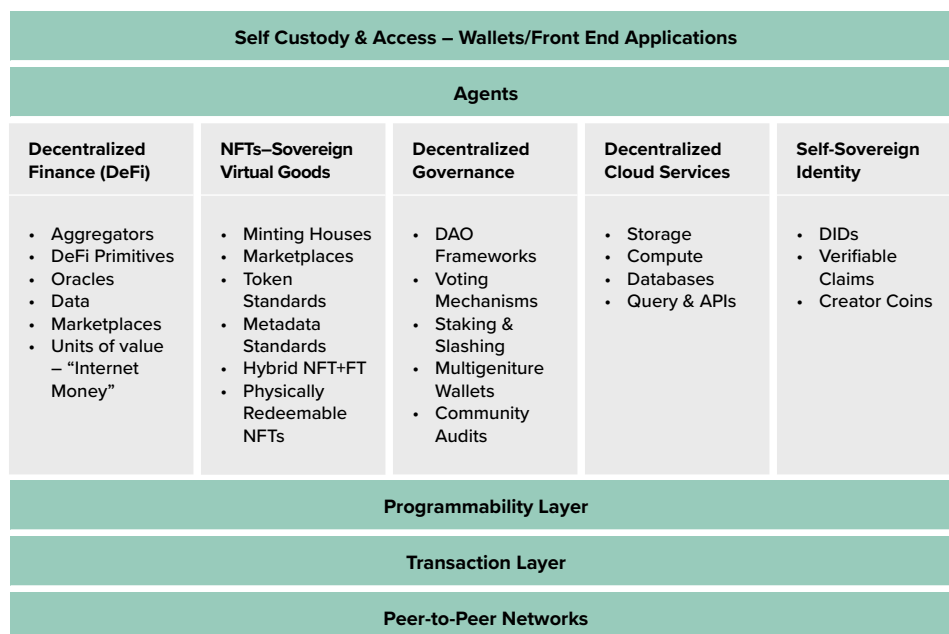 Self Custody & Access – Wallets/Front End Applications
Agents
Decentralized
Finance (DeFi)
• Aggregators
• DeFi Primitives
• Oracles
• Data
• Marketplaces
• Units of value
– “Internet
Money”
NFTs–Sovereign
Virtual Goods
• Minting Houses
• Marketplaces
• Token
Standards
• Metadata
Standards
• Hybrid NFT+FT
• Physically
Redeemable
NFTs
Decentralized
Governance
• DAO
Frameworks
• Voting
Mechanisms
• Staking &
Slashing
• Multigeniture
Wallets
• Community
Audits
Decentralized
Cloud Services
• Storage
• Compute
• Databases
• Query & APIs
Self-Sovereign
Identity
• DIDs
• Verifiable
Claims
• Creator Coins
Programmability Layer
Transaction Layer
Peer-to-Peer Networks